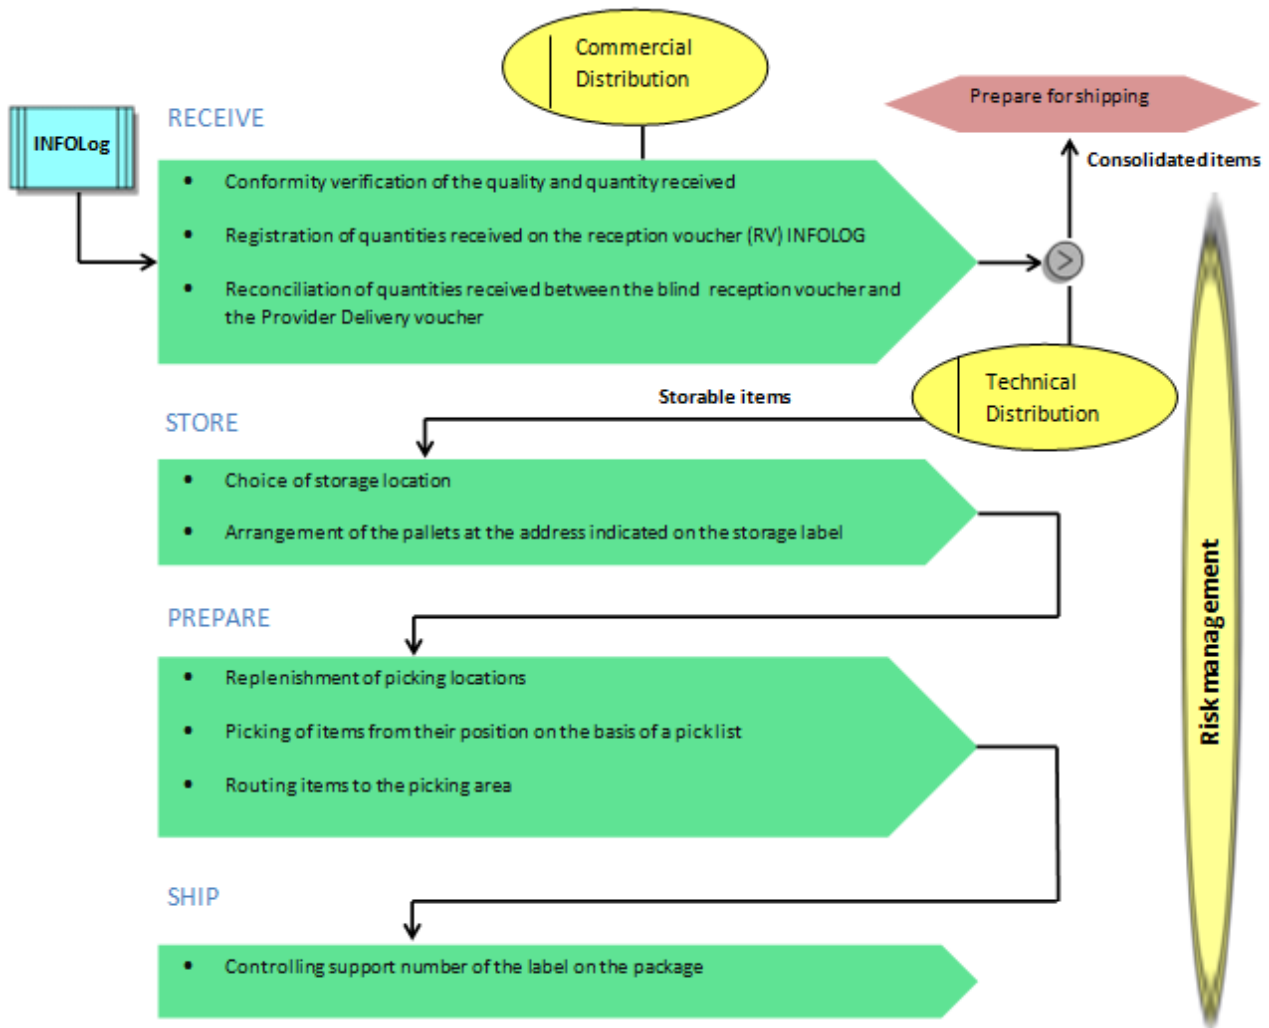 Commercial
Distribution
Prepare for shipping
RECEIVE
INFOLog
Consolidated items
• Conformity verification of the quality and quantity received
• Registration of quantities received on the reception voucher (RV) INFOLOG
>
• Reconciliation of quantities received between the blind reception voucher and
the Provider Delivery voucher
Technical
Distribution
Storable items
STORE
• Choice of storage location
• Arrangement of the pallets at the address indicated on the storage label
PREPARE
• Replenishment of picking locations
• Picking of items from their position on the basis of a pick list
• Routing items to the picking area
Risk management
SHIP
• Controlling support number of the label on the package